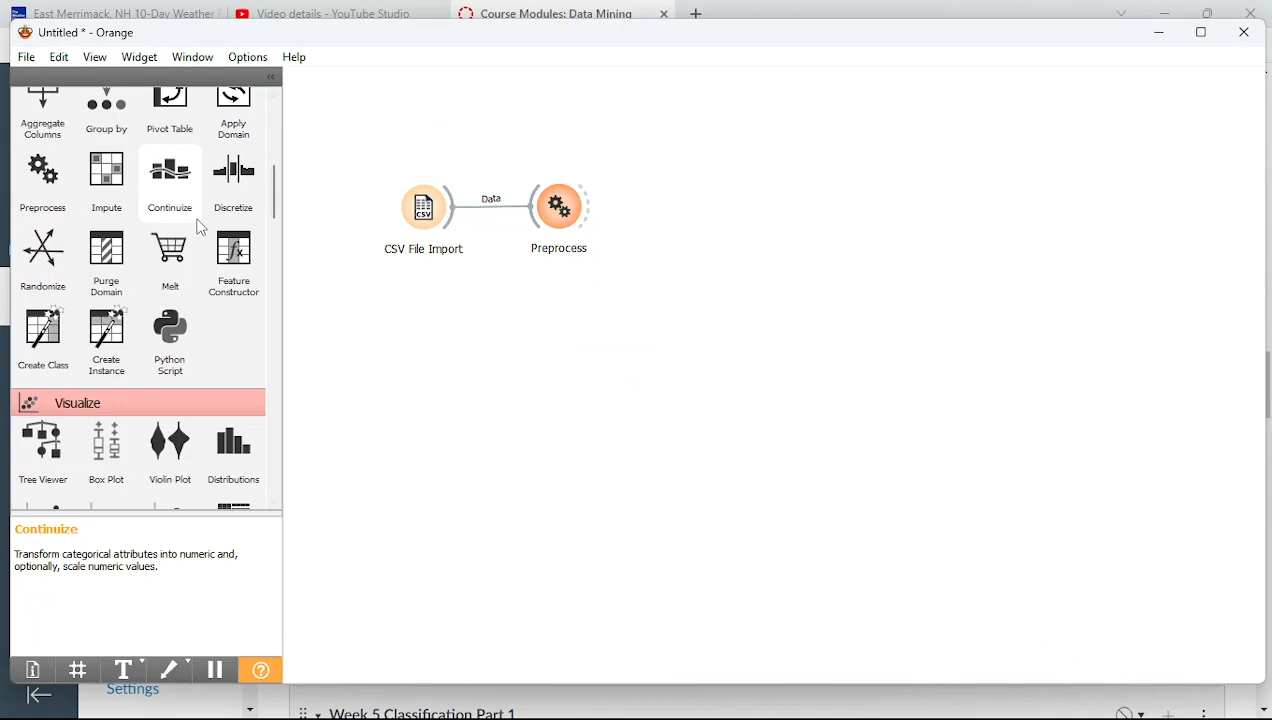 East Merrimack, NH 10-Day Weather F
Video details - YouTube Studio
Course Modules: Data Mining
Untitled * - Orange
File Edit View Widget Window Options Help
Aggregate Columns Group by Pivot Table Apply Domain
Preprocess Impute Continuize Discretize
Randomize Purge Domain Melt Feature Constructor
Create Class Create Instance Python Script
Visualize
Tree Viewer Box Plot Violin Plot Distributions
Continuize
Transform categorical attributes into numeric and,
optionally, scale numeric values.
CSV
Data
CSV File Import
Preprocess
Settings
Week 5 Classification Part 1